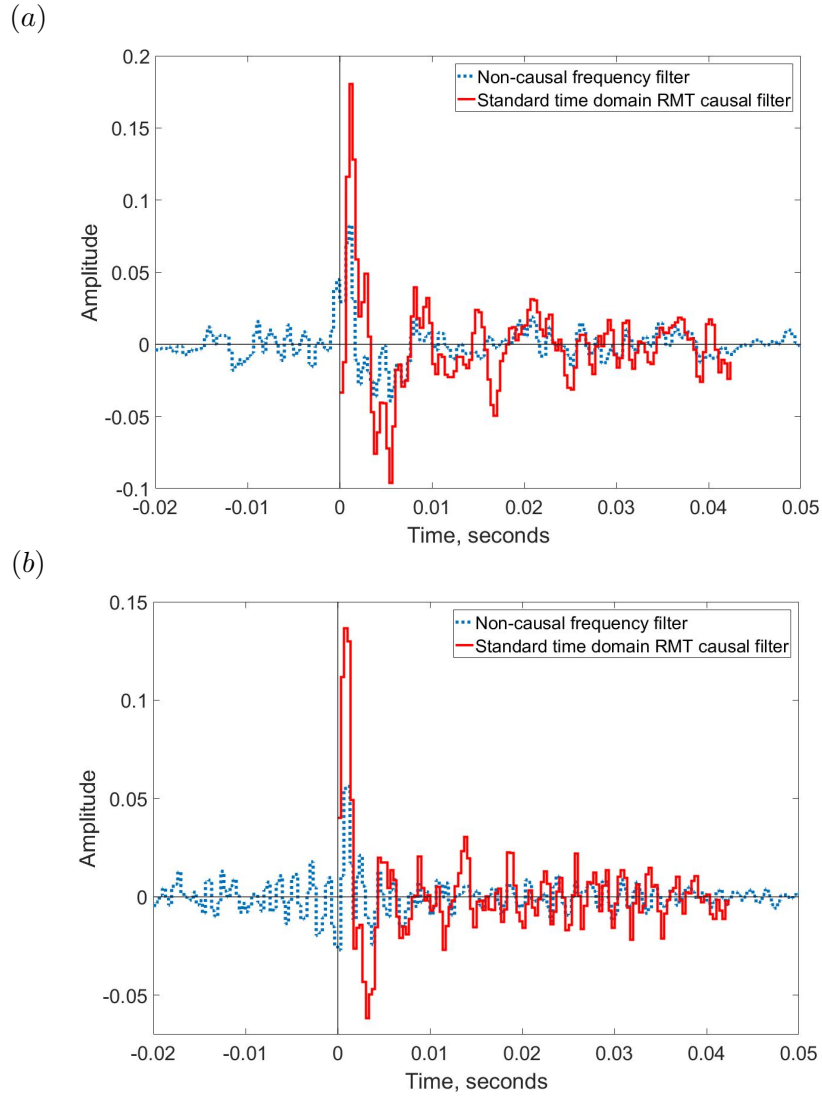 (a)
0.2
0.15
0.1
0.05
0
-0.05
-0.1
Amplitude
Non-causal frequency filter
Standard time domain RMT causal filter
-0.02 -0.01 0 0.01 0.02 0.03 0.04 0.05
Time, seconds
(b)
0.15
0.1
0.05
0
-0.05
Amplitude
Non-causal frequency filter
Standard time domain RMT causal filter
-0.02 -0.01 0 0.01 0.02 0.03 0.04 0.05
Time, seconds